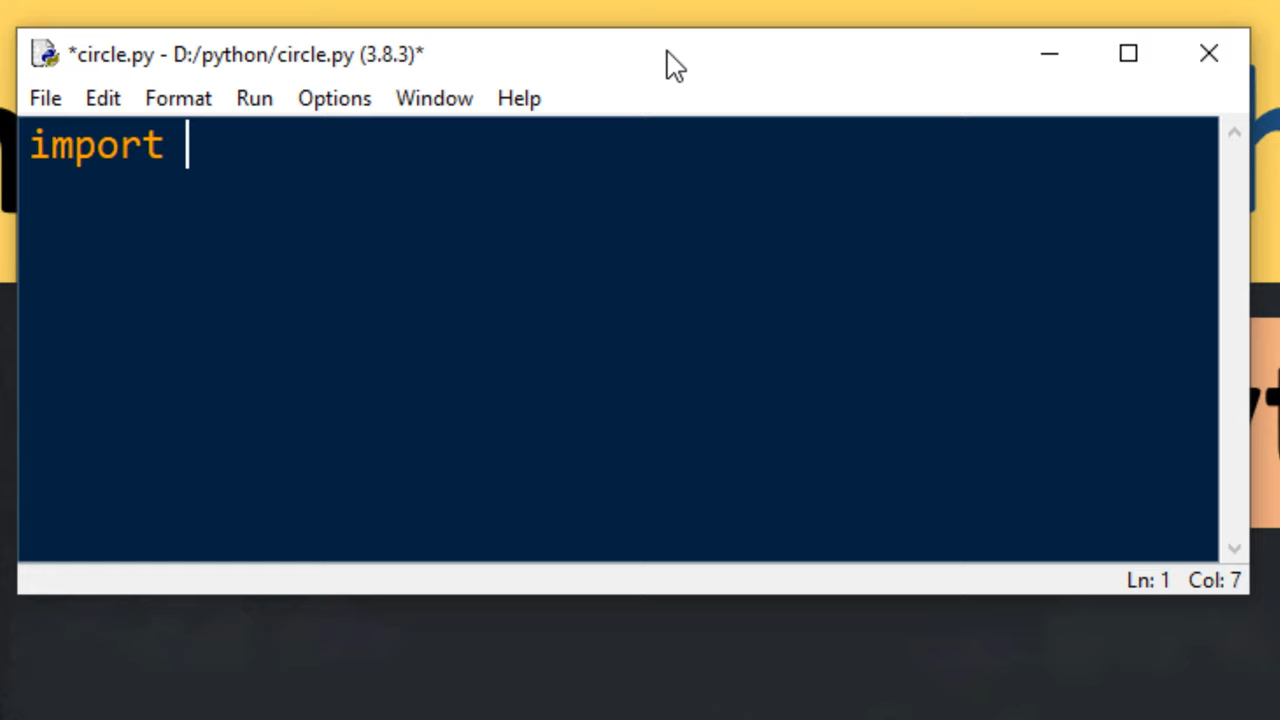 *circle.py - D:/python/circle.py (3.8.3)*
File Edit Format Run Options Window Help
import
Ln: 1 Col: 7